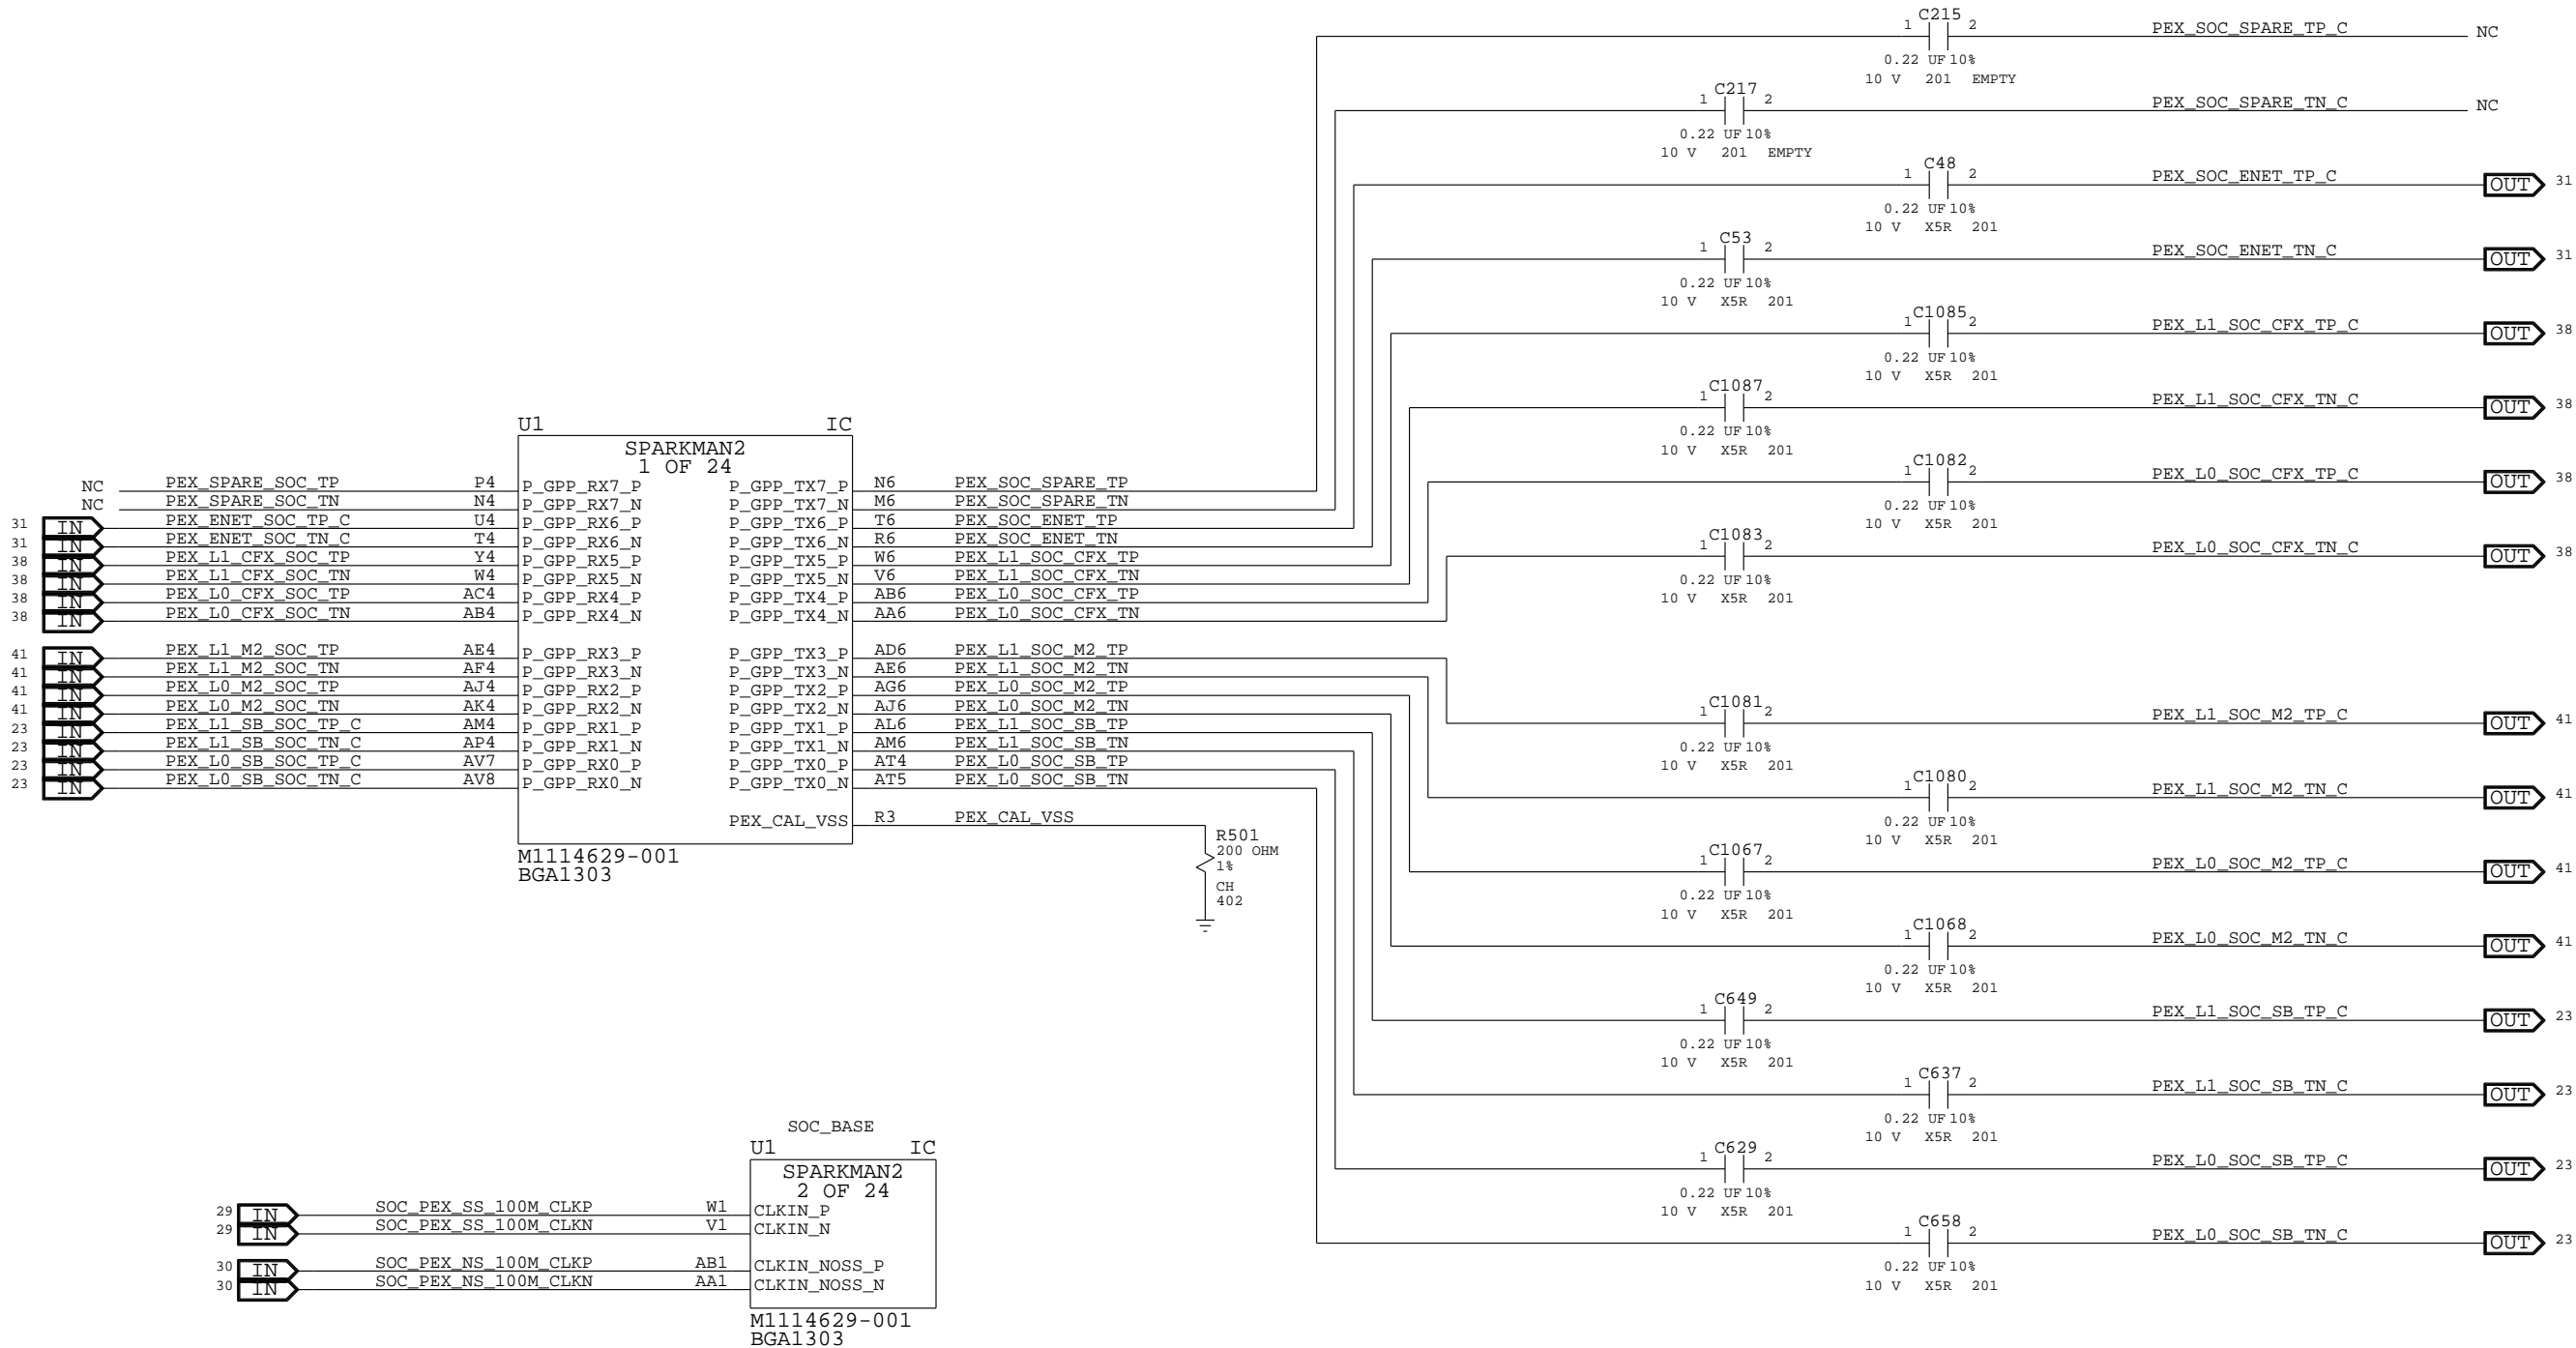 C215
1 2 PEX_SOC_SPARE_TP_C NC
0.22 UF 10%
10 V 201 EMPTY
C217
1 2 PEX_SOC_SPARE_TN_C NC
0.22 UF 10%
10 V 201 EMPTY
C48
1 2 PEX_SOC_ENET_TP_C OUT 31
0.22 UF 10%
10 V X5R 201
C53
1 2 PEX_SOC_ENET_TN_C OUT 31
0.22 UF 10%
10 V X5R 201
C1085
1 2 PEX_L1_SOC_CFX_TP_C OUT 38
0.22 UF 10%
10 V X5R 201
C1087
1 2 PEX_L1_SOC_CFX_TN_C OUT 38
0.22 UF 10%
10 V X5R 201
C1082
1 2 PEX_L0_SOC_CFX_TP_C OUT 38
0.22 UF 10%
10 V X5R 201
C1083
1 2 PEX_L0_SOC_CFX_TN_C OUT 38
0.22 UF 10%
10 V X5R 201
U1 IC
SPARKMAN2
1 OF 24
NC PEX_SPARE_SOC_TP P4 P_GPP_RX7_P P_GPP_TX7_P N6 PEX_SOC_SPARE_TP
NC PEX_SPARE_SOC_TN N4 P_GPP_RX7_N P_GPP_TX7_N M6 PEX_SOC_SPARE_TN
31 IN PEX_ENET_SOC_TP_C U4 P_GPP_RX6_P P_GPP_TX6_P T6 PEX_SOC_ENET_TP
31 IN PEX_ENET_SOC_TN_C T4 P_GPP_RX6_N P_GPP_TX6_N R6 PEX_SOC_ENET_TN
38 IN PEX_L1_CFX_SOC_TP Y4 P_GPP_RX5_P P_GPP_TX5_P W6 PEX_L1_SOC_CFX_TP
38 IN PEX_L1_CFX_SOC_TN W4 P_GPP_RX5_N P_GPP_TX5_N V6 PEX_L1_SOC_CFX_TN
38 IN PEX_L0_CFX_SOC_TP AC4 P_GPP_RX4_P P_GPP_TX4_P AB6 PEX_L0_SOC_CFX_TP
38 IN PEX_L0_CFX_SOC_TN AB4 P_GPP_RX4_N P_GPP_TX4_N AA6 PEX_L0_SOC_CFX_TN
41 IN PEX_L1_M2_SOC_TP AE4 P_GPP_RX3_P P_GPP_TX3_P AD6 PEX_L1_SOC_M2_TP
41 IN PEX_L1_M2_SOC_TN AF4 P_GPP_RX3_N P_GPP_TX3_N AE6 PEX_L1_SOC_M2_TN
41 IN PEX_L0_M2_SOC_TP AJ4 P_GPP_RX2_P P_GPP_TX2_P AG6 PEX_L0_SOC_M2_TP
41 IN PEX_L0_M2_SOC_TN AK4 P_GPP_RX2_N P_GPP_TX2_N AJ6 PEX_L0_SOC_M2_TN
23 IN PEX_L1_SB_SOC_TP_C AM4 P_GPP_RX1_P P_GPP_TX1_P AL6 PEX_L1_SOC_SB_TP
23 IN PEX_L1_SB_SOC_TN_C AP4 P_GPP_RX1_N P_GPP_TX1_N AM6 PEX_L1_SOC_SB_TN
23 IN PEX_L0_SB_SOC_TP_C AV7 P_GPP_RX0_P P_GPP_TX0_P AT4 PEX_L0_SOC_SB_TP
23 IN PEX_L0_SB_SOC_TN_C AV8 P_GPP_RX0_N P_GPP_TX0_N AT5 PEX_L0_SOC_SB_TN
PEX_CAL_VSS R3 PEX_CAL_VSS
M1114629-001
BGA1303
R501
200 OHM
1%
CH
402
C1081
1 2 PEX_L1_SOC_M2_TP_C OUT 41
0.22 UF 10%
10 V X5R 201
C1080
1 2 PEX_L1_SOC_M2_TN_C OUT 41
0.22 UF 10%
10 V X5R 201
C1067
1 2 PEX_L0_SOC_M2_TP_C OUT 41
0.22 UF 10%
10 V X5R 201
C1068
1 2 PEX_L0_SOC_M2_TN_C OUT 41
0.22 UF 10%
10 V X5R 201
C649
1 2 PEX_L1_SOC_SB_TP_C OUT 23
0.22 UF 10%
10 V X5R 201
C637
1 2 PEX_L1_SOC_SB_TN_C OUT 23
0.22 UF 10%
10 V X5R 201
C629
1 2 PEX_L0_SOC_SB_TP_C OUT 23
0.22 UF 10%
10 V X5R 201
C658
1 2 PEX_L0_SOC_SB_TN_C OUT 23
0.22 UF 10%
10 V X5R 201
SOC_BASE
U1 IC
SPARKMAN2
2 OF 24
29 IN SOC_PEX_SS_100M_CLKP W1 CLKIN_P
29 IN SOC_PEX_SS_100M_CLKN V1 CLKIN_N
30 IN SOC_PEX_NS_100M_CLKP AB1 CLKIN_NOSS_P
30 IN SOC_PEX_NS_100M_CLKN AA1 CLKIN_NOSS_N
M1114629-001
BGA1303